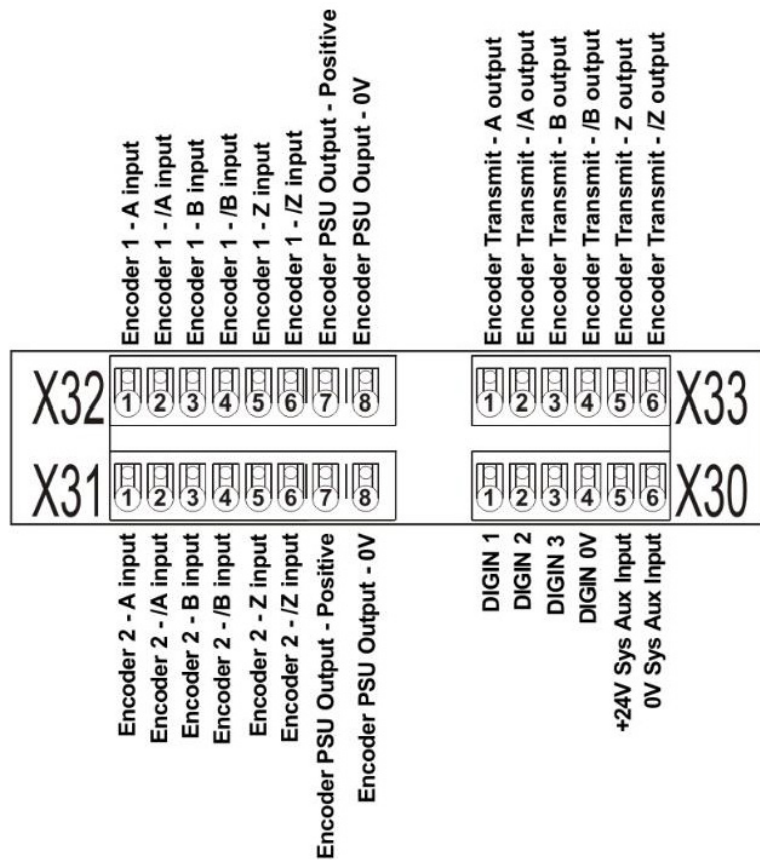 Encoder 1 - A input
Encoder 1 - /A input
Encoder 1 - B input
Encoder 1 - /B input
Encoder 1 - Z input
Encoder 1 - /Z input
Encoder PSU Output - Positive
Encoder PSU Ouput - 0V
Encoder Transmit - A output
Encoder Transmit - /A output
Encoder Transmit - B output
Encoder Transmit - /B output
Encoder Transmit - Z output
Encoder Transmit - /Z output
X32 1 2 3 4 5 6 7 8
1 2 3 4 5 6 X33
X31 1 2 3 4 5 6 7 8
1 2 3 4 5 6 X30
Encoder 2 - A input
Encoder 2 - /A input
Encoder 2 - B input
Encoder 2 - /B input
Encoder 2 - Z input
Encoder 2 - /Z input
Encoder PSU Output - Positive
Encoder PSU Output - 0V
DIGIN 1
DIGIN 2
DIGIN 3
DIGIN 0V
+24V Sys Aux Input
0V Sys Aux Input